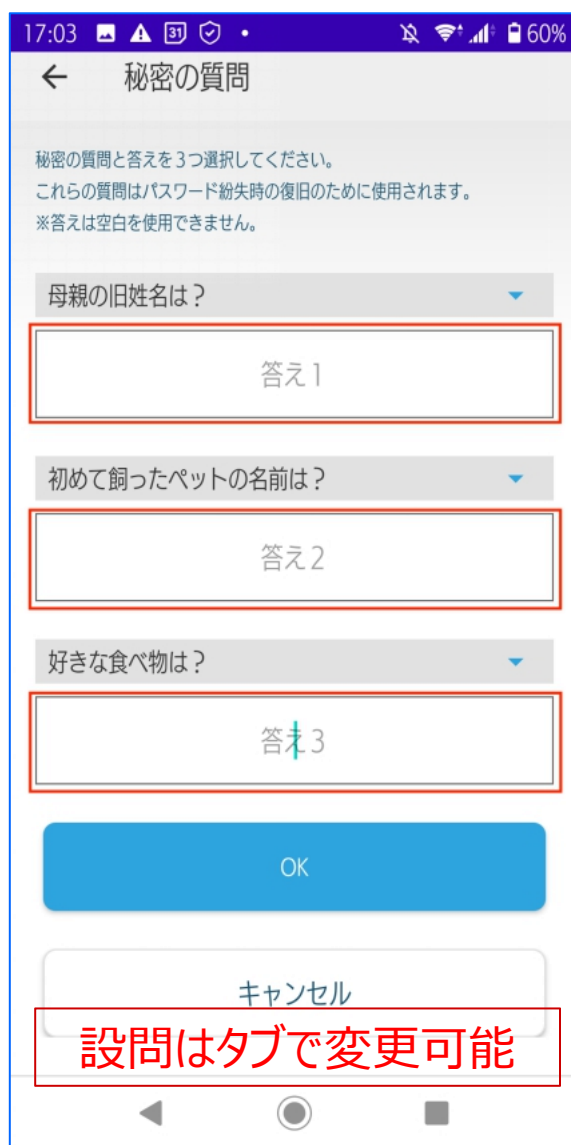 17:03 31 60%
秘密の質問
秘密の質問と答えを3つ選択してください。
これらの質問はパスワード紛失時の復旧のために使用されます。
※答えは空白を使用できません。
母親の旧姓名は？
答え1
初めて飼ったペットの名前は？
答え2
好きな食べ物は？
答え3
OK
キャンセル
設問はタブで変更可能